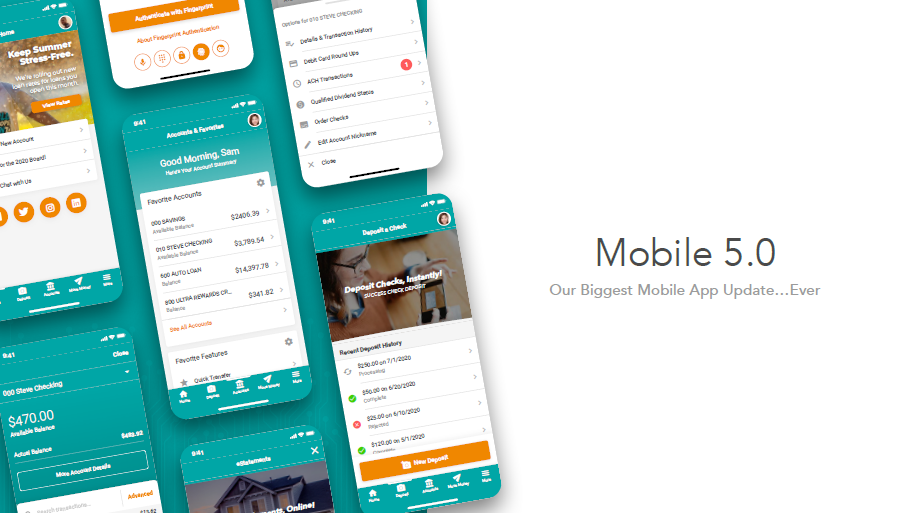 Home
Keep Summer
Stress-Free.
We're rolling out new
loan rates for loans you
open this month.
View Rates
New Account
for the 2020 Board!
Chat with Us
Deposit
Accounts
Move Money
More
Authenticate with Fingerprint
About Fingerprint Authentication
Options for 010 STEVE CHECKING
Details & Transaction History
Debit Card Round Ups
ACH Transactions
1
Qualified Dividend Status
Order Checks
Edit Account Nickname
Close
9:41
Accounts & Favorites
Good Morning, Sam
Here's Your Account Summary
Favorite Accounts
000 SAVINGS
Available Balance
$2406.39
010 STEVE CHECKING
Available Balance
$3,789.54
600 AUTO LOAN
Balance
$14,397.78
800 ULTRA REWARDS CR...
Balance
$341.82
See All Accounts
Favorite Features
Quick Transfer
Home
Deposit
Accounts
Move Money
More
9:41
Deposit a Check
Deposit Checks, Instantly!
SUCCESS CHECK DEPOSIT
Recent Deposit History
$250.00 on 7/1/2020
Processing
$50.00 on 6/20/2020
Complete
$25.00 on 6/10/2020
Rejected
$120.00 on 5/1/2020
New Deposit
Home
Deposit
Accounts
Move Money
More
9:41
Close
000 Steve Checking
$470.00
Available Balance
Actual Balance
$493.92
More Account Details
Search transactions...
Advanced
9:41
eStatements
Mobile 5.0
Our Biggest Mobile App Update...Ever